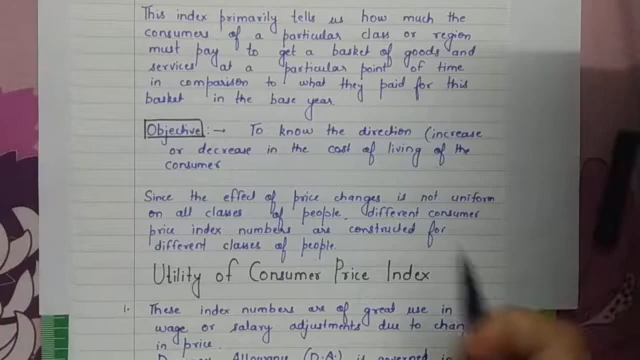 This index primarily tells us how much the
consumers of a particular class or region
must pay to get a basket of goods and
services at a particular point of time
in comparison to what they paid for this
basket in the base year.
Objective :→ To know the direction (increase
or decrease in the cost of living of the
consumer
Since the effect of price changes is not uniform
on all classes of people. different consumer
price index numbers are constructed for
different classes of people.
Utility of Consumer Price Index
1. These index numbers are of great use in
wage or salary adjustments due to chan
in price.
Allowance (D.A.) is governed in